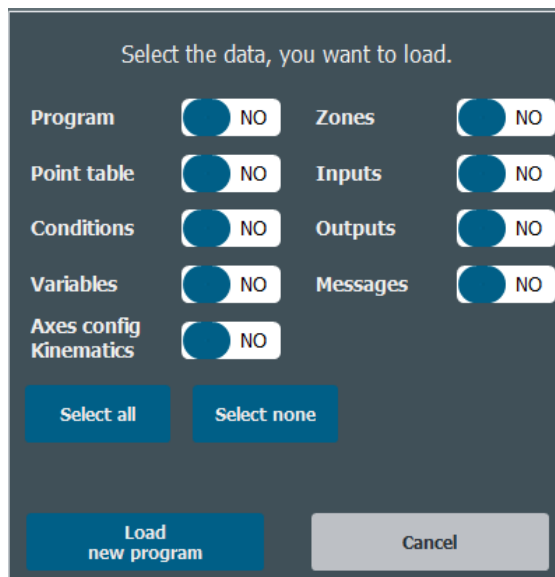 Select the data, you want to load.
Program NO Zones NO
Point table NO Inputs NO
Conditions NO Outputs NO
Variables NO Messages NO
Axes config
Kinematics NO
Select all Select none
Load
new program Cancel